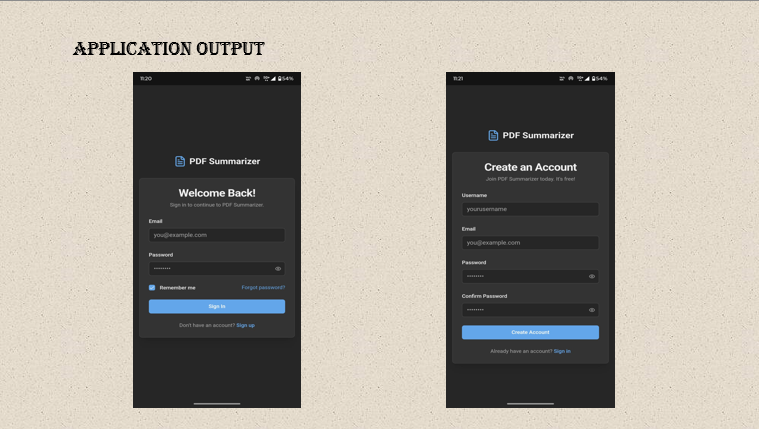 APPLICATION OUTPUT
11:20
54%
PDF Summarizer
Welcome Back!
Sign in to continue to PDF Summarizer.
Email
you@example.com
Password
••••••••
Remember me
Forgot password?
Sign In
Don't have an account? Sign up
11:21
54%
PDF Summarizer
Create an Account
Join PDF Summarizer today. It's free!
Username
yourusername
Email
you@example.com
Password
••••••••
Confirm Password
••••••••
Create Account
Already have an account? Sign in